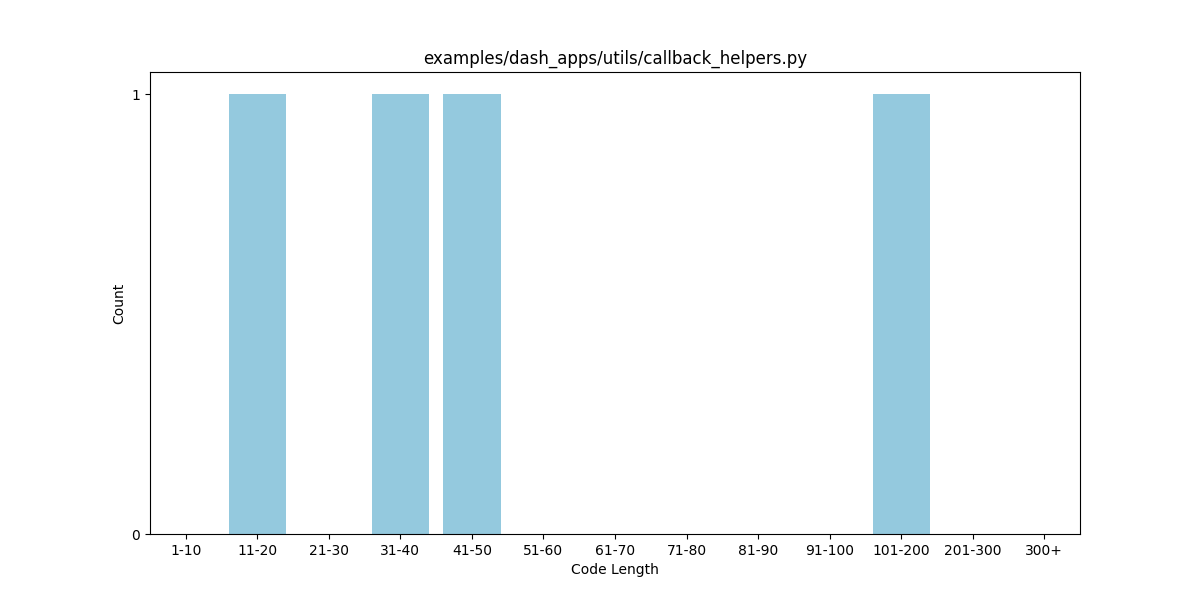 examples/dash_apps/utils/callback_helpers.py
1
0
Count
1-10 11-20 21-30 31-40 41-50 51-60 61-70 71-80 81-90 91-100 101-200 201-300 300+
Code Length